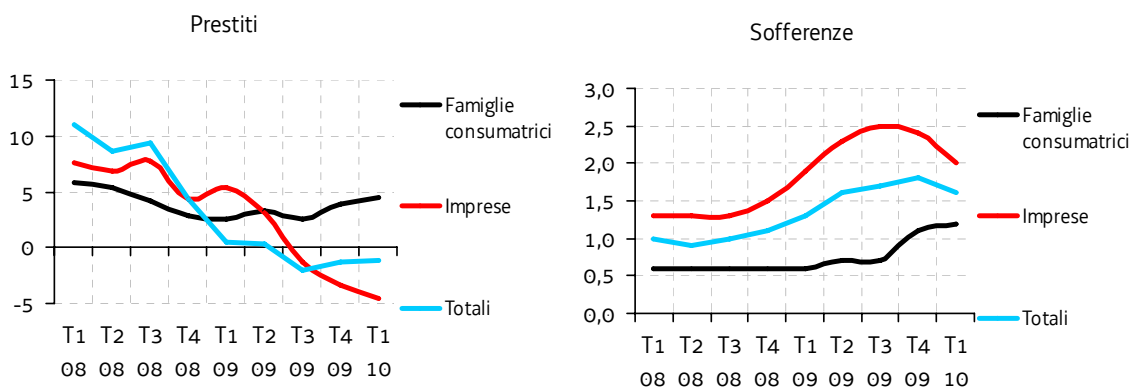 Prestiti
15
10
5
0
-5
T1 T2 T3 T4 T1 T2 T3 T4 T1
08 08 08 08 09 09 09 09 10
Famiglie
consumatrici
Imprese
Totali
Sofferenze
3,0
2,5
2,0
1,5
1,0
0,5
0,0
T1 T2 T3 T4 T1 T2 T3 T4 T1
08 08 08 08 09 09 09 09 10
Famiglie
consumatrici
Imprese
Totali